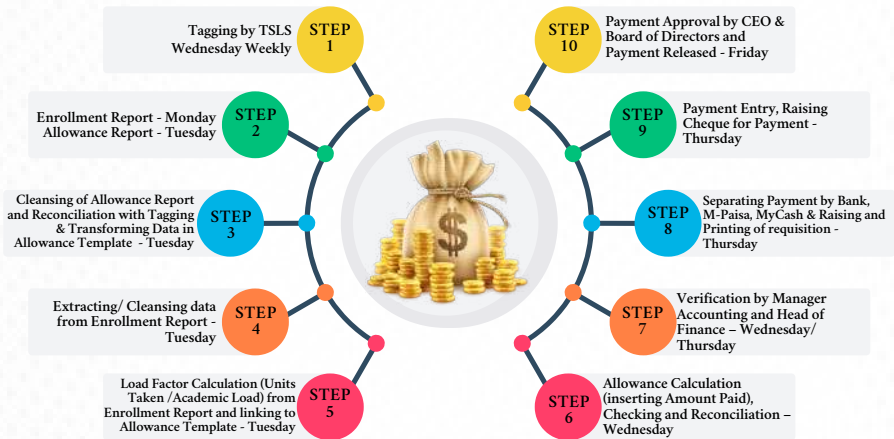 STEP
1
Tagging by TSLS
Wednesday Weekly
STEP
2
Enrollment Report - Monday
Allowance Report - Tuesday
STEP
3
Cleansing of Allowance Report
and Reconciliation with Tagging
& Transforming Data in
Allowance Template - Tuesday
STEP
4
Extracting/ Cleansing data
from Enrollment Report -
Tuesday
STEP
5
Load Factor Calculation (Units
Taken /Academic Load) from
Enrollment Report and linking to
Allowance Template - Tuesday
STEP
6
Allowance Calculation
(inserting Amount Paid),
Checking and Reconciliation –
Wednesday
STEP
7
Verification by Manager
Accounting and Head of
Finance – Wednesday/
Thursday
STEP
8
Separating Payment by Bank,
M-Paisa, MyCash & Raising and
Printing of requisition -
Thursday
STEP
9
Payment Entry, Raising
Cheque for Payment -
Thursday
STEP
10
Payment Approval by CEO &
Board of Directors and
Payment Released - Friday
$